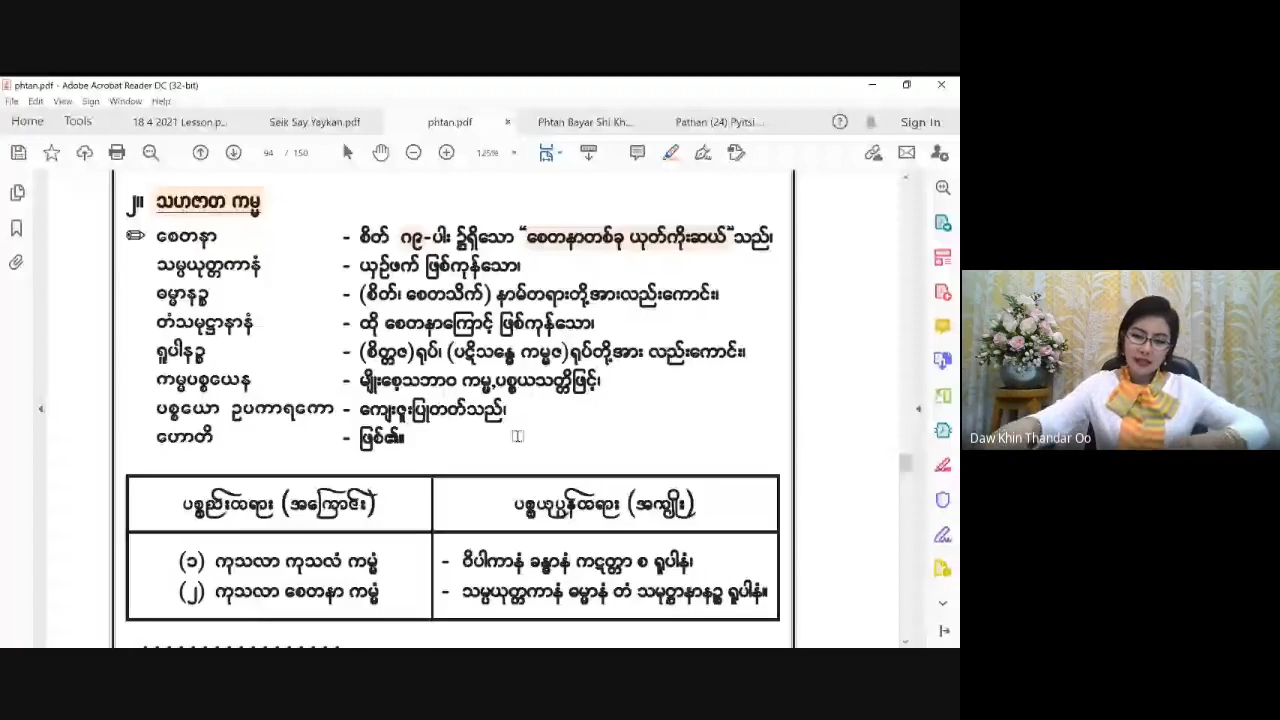 phtan.pdf - Adobe Acrobat Reader DC (32-bit)
File Edit View Sign Window Help
Home Tools 18 4 2021 Lesson p... Seik Say Yaykan.pdf phtan.pdf × Phtan Bayar Shi Kh... Pathan (24) Pyitsi... Sign In
94 / 150 125%
၂။ သဟဇာတ ကမ္မ
စေတနာ - စိတ် ၈၉-ပါး ၌ရှိသော “စေတနာတစ်ခု ယုတ်ကိုးဆယ်”သည်၊
သမ္ပယုတ္တကာနံ - ယှဉ်ဖက် ဖြစ်ကုန်သော၊
ဓမ္မာနဉ္စ - (စိတ်၊ စေတသိက်) နာမ်တရားတို့အားလည်းကောင်း၊
တံသမုဋ္ဌာနာနံ - ထို စေတနာကြောင့် ဖြစ်ကုန်သော၊
ရူပါနဉ္စ - (စိတ္တဇ)ရုပ်၊ (ပဋိသန္ဓေ ကမ္မဇ)ရုပ်တို့အား လည်းကောင်း၊
ကမ္မပစ္စယေန - မျိုးစေ့သဘာဝ ကမ္မ,ပစ္စယသတ္တိဖြင့်၊
ပစ္စယော ဥပကာရကော - ကျေးဇူးပြုတတ်သည်၊
ဟောတိ - ဖြစ်၏။
ပစ္စည်းတရား (အကြောင်း) ပစ္စယုပ္ပန်တရား (အကျိုး)
(၁) ကုသလာ ကုသလံ ကမ္မံ - ဝိပါကာနံ ခန္ဓာနံ ကဋတ္တာ စ ရူပါနံ၊
(၂) ကုသလာ စေတနာ ကမ္မံ - သမ္ပယုတ္တကာနံ ဓမ္မာနံ တံ သမုဋ္ဌာနာနဉ္စ ရူပါနံ။
Daw Khin Thandar Oo